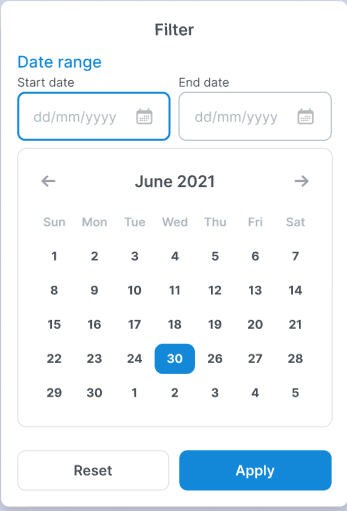 Filter
Date range
Start date End date
dd/mm/yyyy dd/mm/yyyy
June 2021
Sun Mon Tue Wed Thu Fri Sat
1 2 3 4 5 6 7
8 9 10 11 12 13 14
15 16 17 18 19 20 21
22 23 24 30 26 27 28
29 30 1 2 3 4 5
Reset Apply